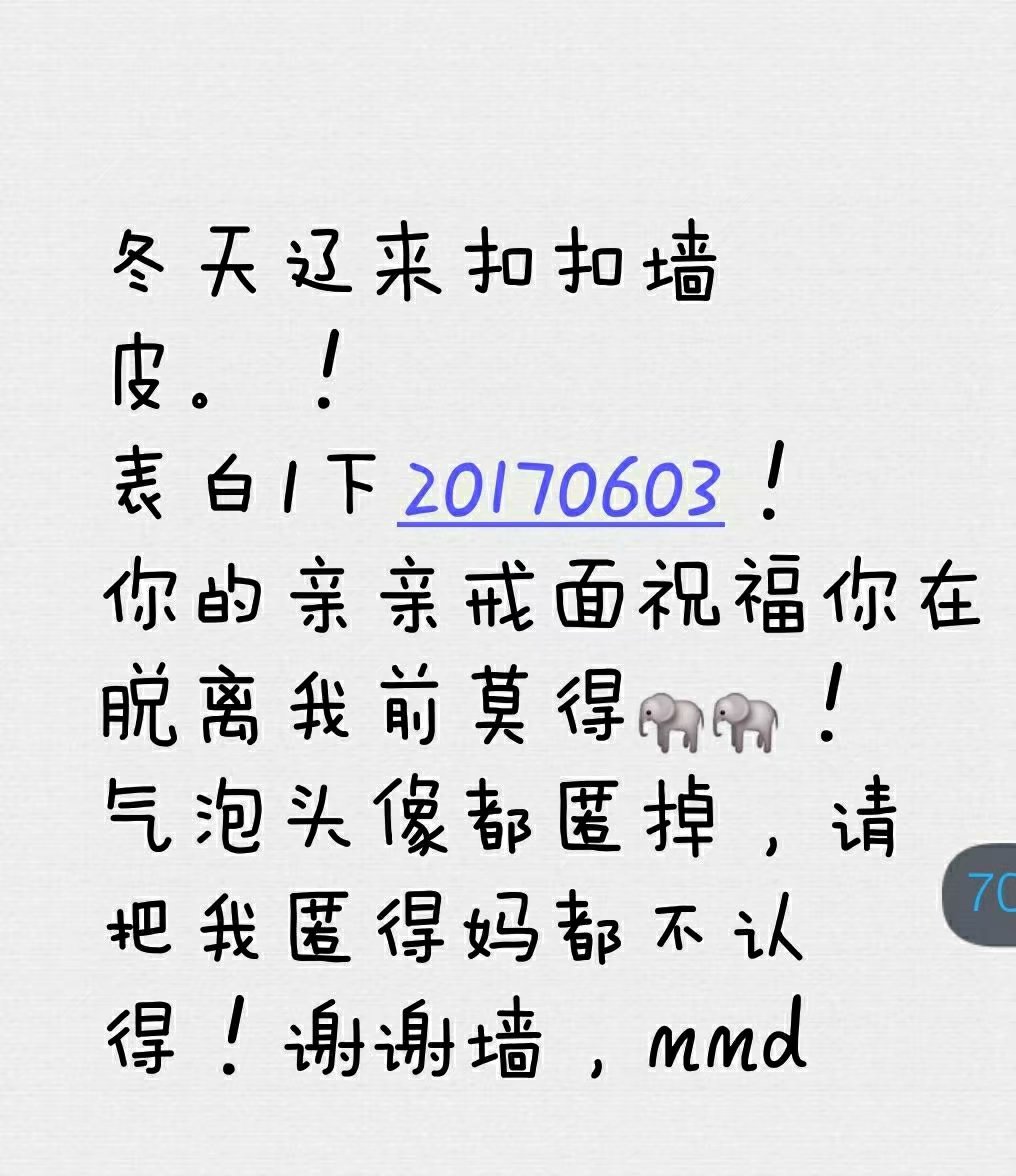 冬天辽来扣扣墙
皮。 !
表白1下20170603!
你的亲亲戒面祝福你在
脱离我前莫得🐘🐘!
气泡头像都匿掉,请
把我匿得妈都不认
得!谢谢墙,mmd
70